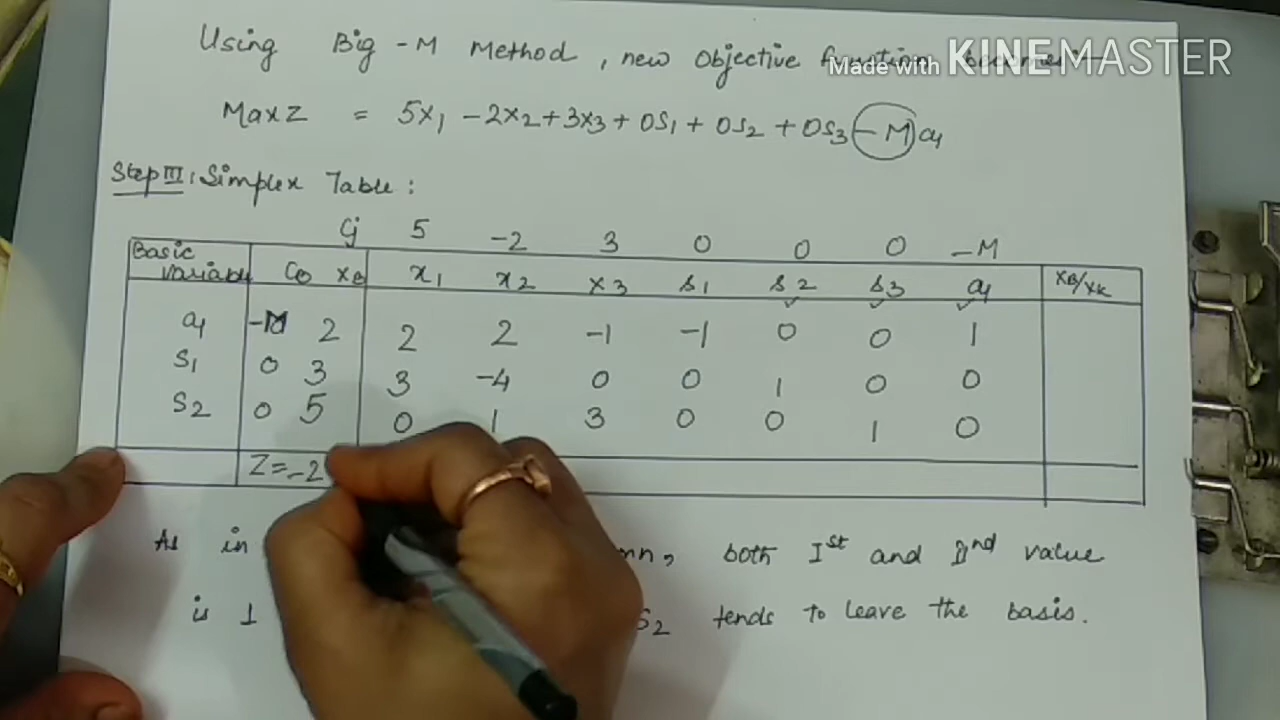 Using Big-M Method, new Objective function
Made with KINEMASTER
Max Z = 5x1 - 2x2 + 3x3 + 0S1 + 0S2 + 0S3 - M a1
Step III: Simplex Table:
Cj 5 -2 3 0 0 0 -M
Basic Variable CB XB x1 x2 x3 s1 s2 s3 a1 XB/XK
a1 -M 2 2 2 -1 -1 0 0 1
S1 0 3 3 -4 0 0 1 0 0
S2 0 5 0 1 3 0 0 1 0
Z=-2
As in both Ist and IInd value
is 1 S2 tends to leave the basis.